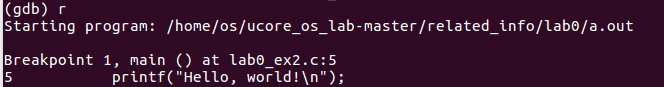 (gdb) r
Starting program: /home/os/ucore_os_lab-master/related_info/lab0/a.out

Breakpoint 1, main () at lab0_ex2.c:5
5	    printf("Hello, world!\n");